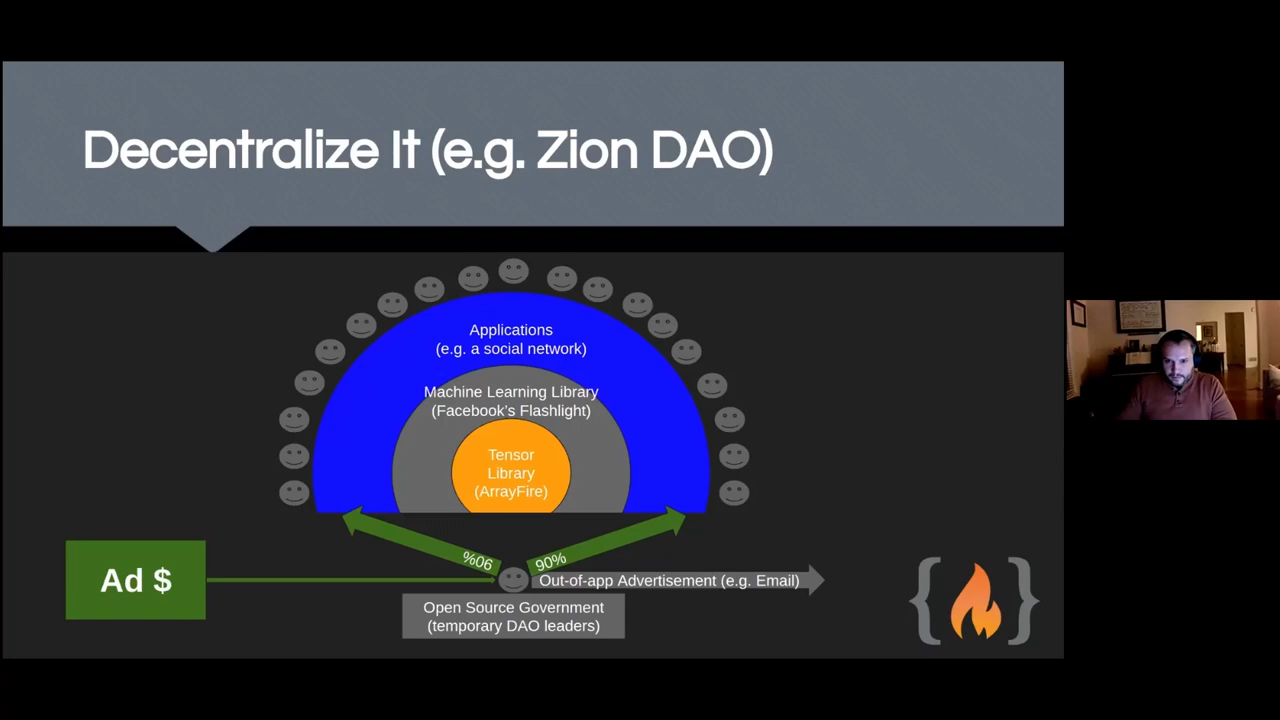 Decentralize It (e.g. Zion DAO)
Applications
(e.g. a social network)
Machine Learning Library
(Facebook's Flashlight)
Tensor
Library
(ArrayFire)
90%
90%
Ad $
Out-of-app Advertisement (e.g. Email)
Open Source Government
(temporary DAO leaders)
{ }